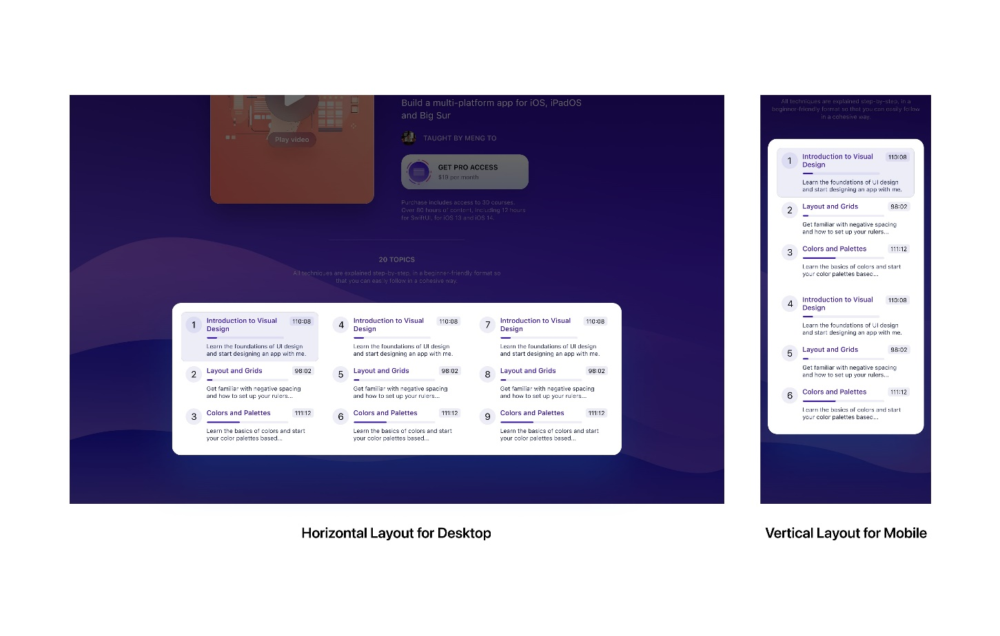 Build a multi-platform app for iOS, iPadOS
and Big Sur
Play video
TAUGHT BY MENG TO
GET PRO ACCESS
$19 per month
Purchase includes access to 30 courses.
Over 80 hours of content, including 12 hours
for SwiftUI, for iOS 13 and iOS 14.
20 TOPICS
All techniques are explained step-by-step, in a beginner-friendly format so
that you can easily follow in a cohesive way.
1
Introduction to Visual
Design
110:08
Learn the foundations of UI design
and start designing an app with me.
2
Layout and Grids
98:02
Get familiar with negative spacing
and how to set up your rulers...
3
Colors and Palettes
111:12
Learn the basics of colors and start
your color palettes based...
4
Introduction to Visual
Design
110:08
Learn the foundations of UI design
and start designing an app with me.
5
Layout and Grids
98:02
Get familiar with negative spacing
and how to set up your rulers...
6
Colors and Palettes
111:12
Learn the basics of colors and start
your color palettes based...
7
Introduction to Visual
Design
110:08
Learn the foundations of UI design
and start designing an app with me.
8
Layout and Grids
98:02
Get familiar with negative spacing
and how to set up your rulers...
9
Colors and Palettes
111:12
Learn the basics of colors and start
your color palettes based...
Horizontal Layout for Desktop
All techniques are explained step-by-step, in a
beginner-friendly format so that you can easily follow
in a cohesive way.
1
Introduction to Visual
Design
110:08
Learn the foundations of UI design
and start designing an app with me.
2
Layout and Grids
98:02
Get familiar with negative spacing
and how to set up your rulers...
3
Colors and Palettes
111:12
Learn the basics of colors and start
your color palettes based...
4
Introduction to Visual
Design
110:08
Learn the foundations of UI design
and start designing an app with me.
5
Layout and Grids
98:02
Get familiar with negative spacing
and how to set up your rulers...
6
Colors and Palettes
111:12
Learn the basics of colors and start
your color palettes based...
Vertical Layout for Mobile